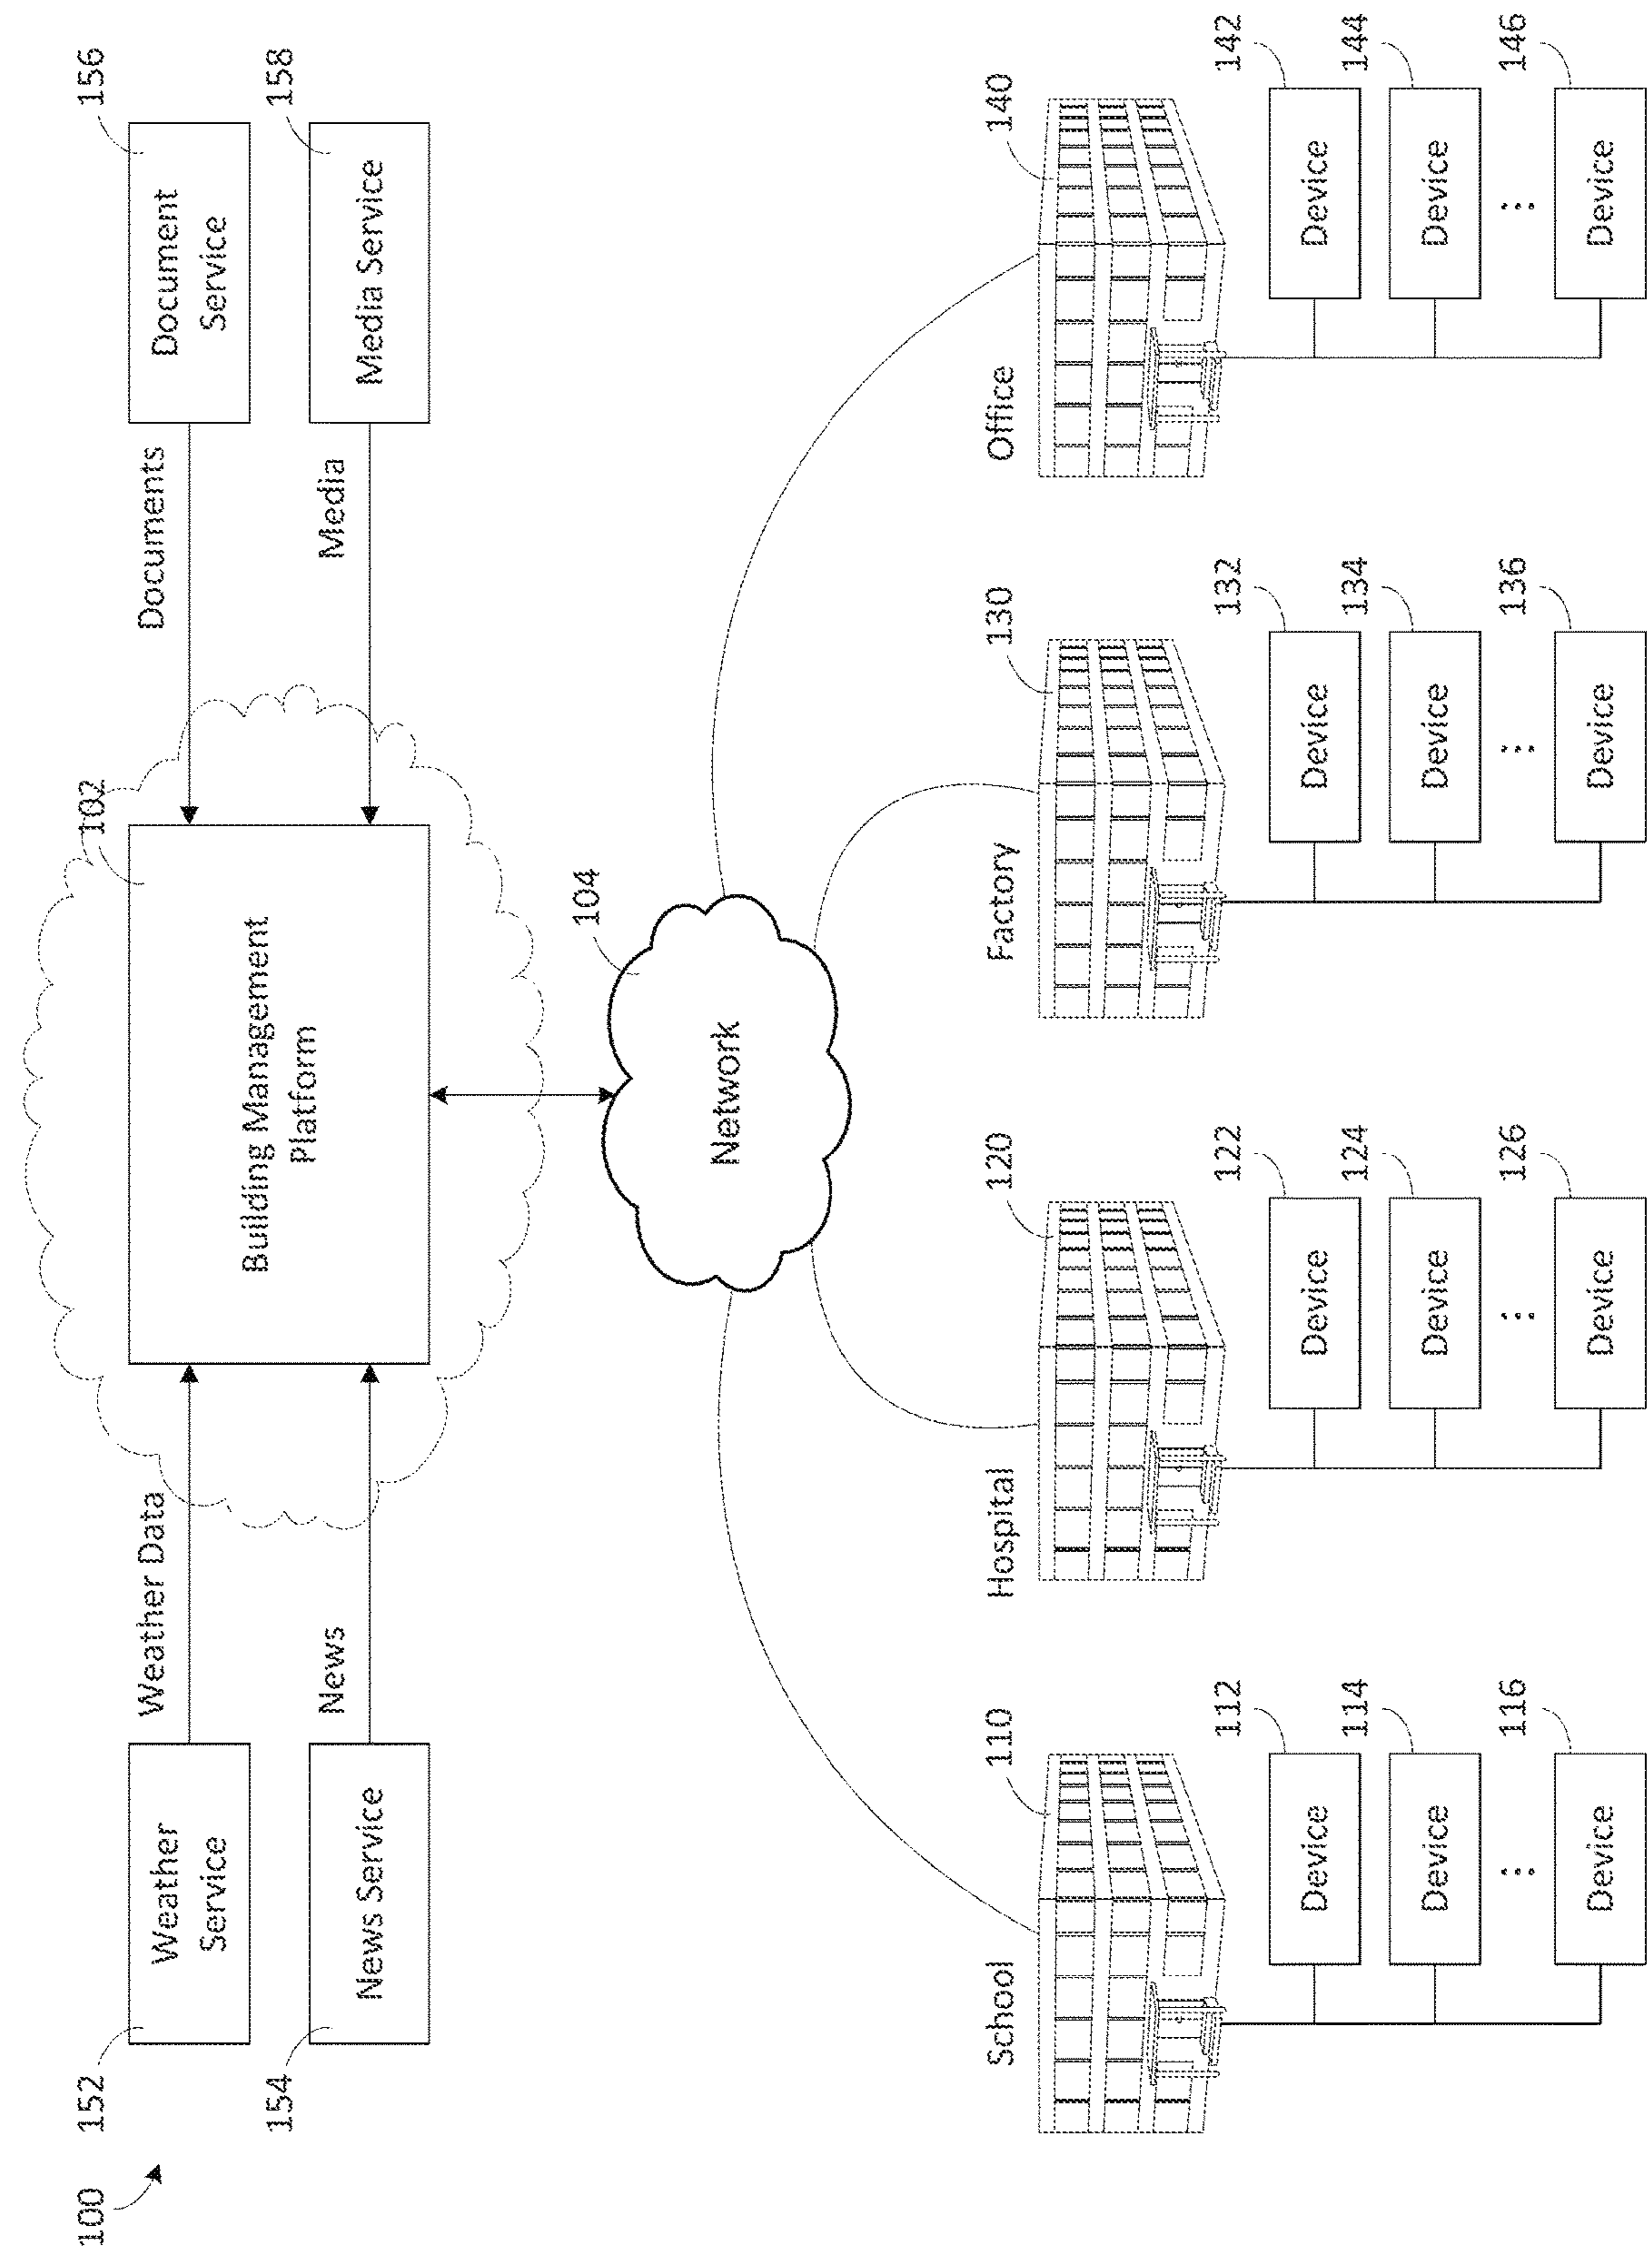 100
152
Weather
Service
Weather Data
154
News Service
News
102
Building Management
Platform
156
Document
Service
Documents
158
Media Service
Media
104
Network
School
110
Hospital
120
Factory
130
Office
140
Device
112
Device
114
Device
116
Device
122
Device
124
Device
126
Device
132
Device
134
Device
136
Device
142
Device
144
Device
146